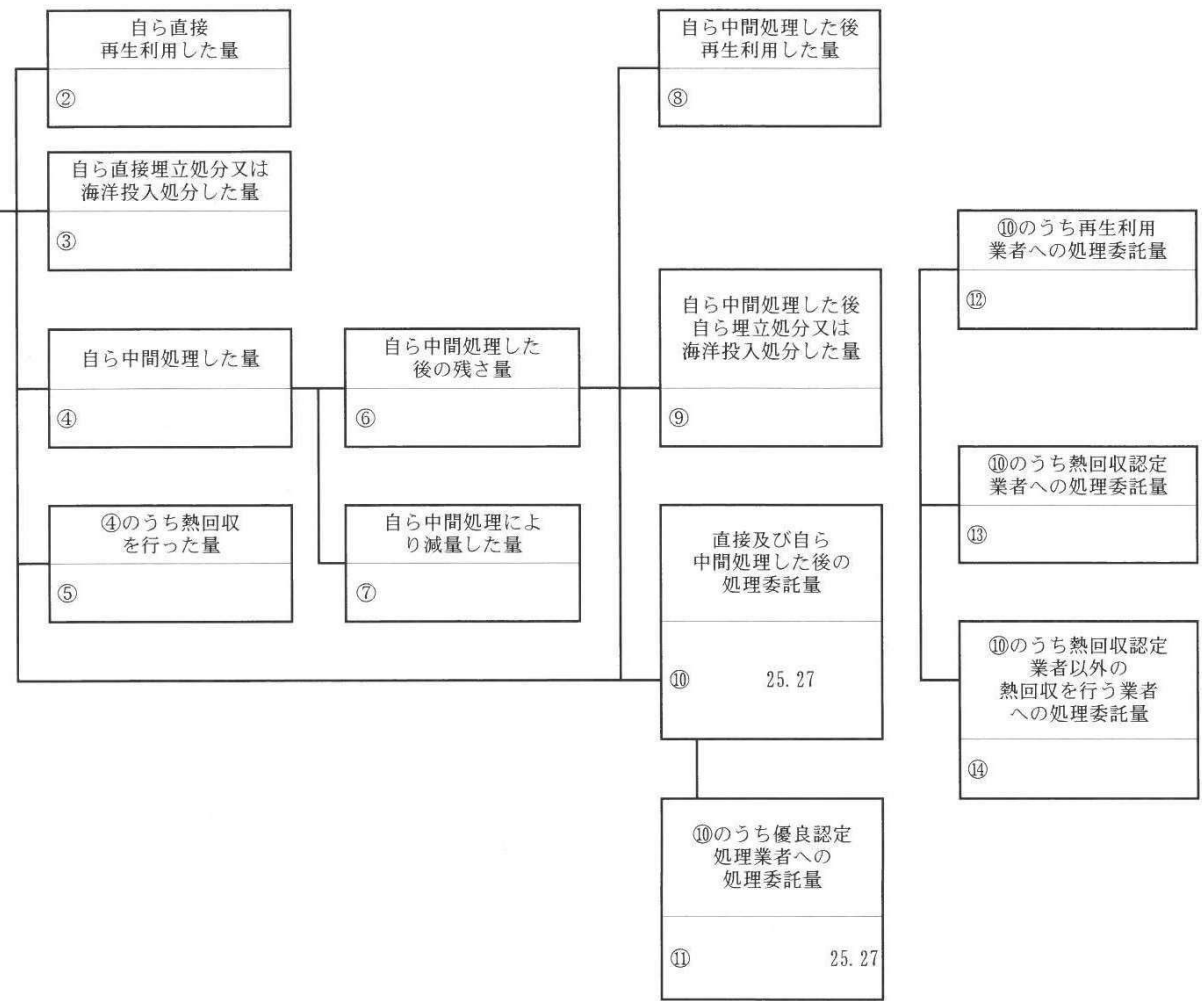 自ら直接
再生利用した量
②
自ら直接埋立処分又は
海洋投入処分した量
③
自ら中間処理した量
④
④のうち熱回収
を行った量
⑤
自ら中間処理した
後の残さ量
⑥
自ら中間処理によ
り減量した量
⑦
自ら中間処理した後
再生利用した量
⑧
自ら中間処理した後
自ら埋立処分又は
海洋投入処分した量
⑨
直接及び自ら
中間処理した後の
処理委託量
⑩ 25.27
⑩のうち優良認定
処理業者への
処理委託量
⑪ 25.27
⑩のうち再生利用
業者への処理委託量
⑫
⑩のうち熱回収認定
業者への処理委託量
⑬
⑩のうち熱回収認定
業者以外の
熱回収を行う業者
への処理委託量
⑭